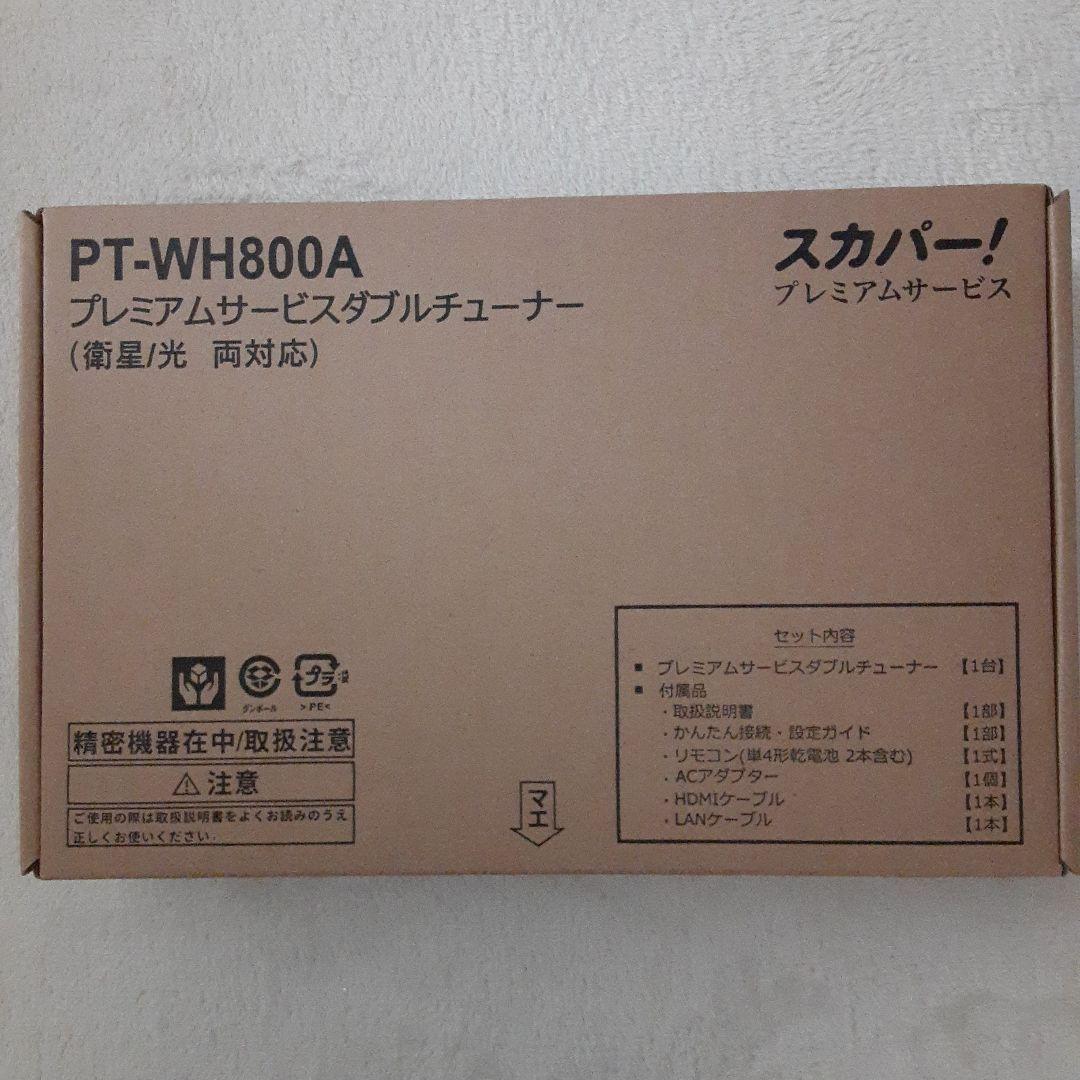 PT-WH800A
プレミアムサービスダブルチューナー
(衛星/光 両対応)
スカパー!
プレミアムサービス
ダンボール
プラ
>PE<
精密機器在中/取扱注意
⚠ 注意
ご使用の際は取扱説明書をよくお読みのうえ
正しくお使いください.
マエ
セット内容
■ プレミアムサービスダブルチューナー 【1台】
■ 付属品
・取扱説明書 【1部】
・かんたん接続・設定ガイド 【1部】
・リモコン(単4形乾電池 2本含む) 【1式】
・ACアダプター 【1個】
・HDMIケーブル 【1本】
・LANケーブル 【1本】